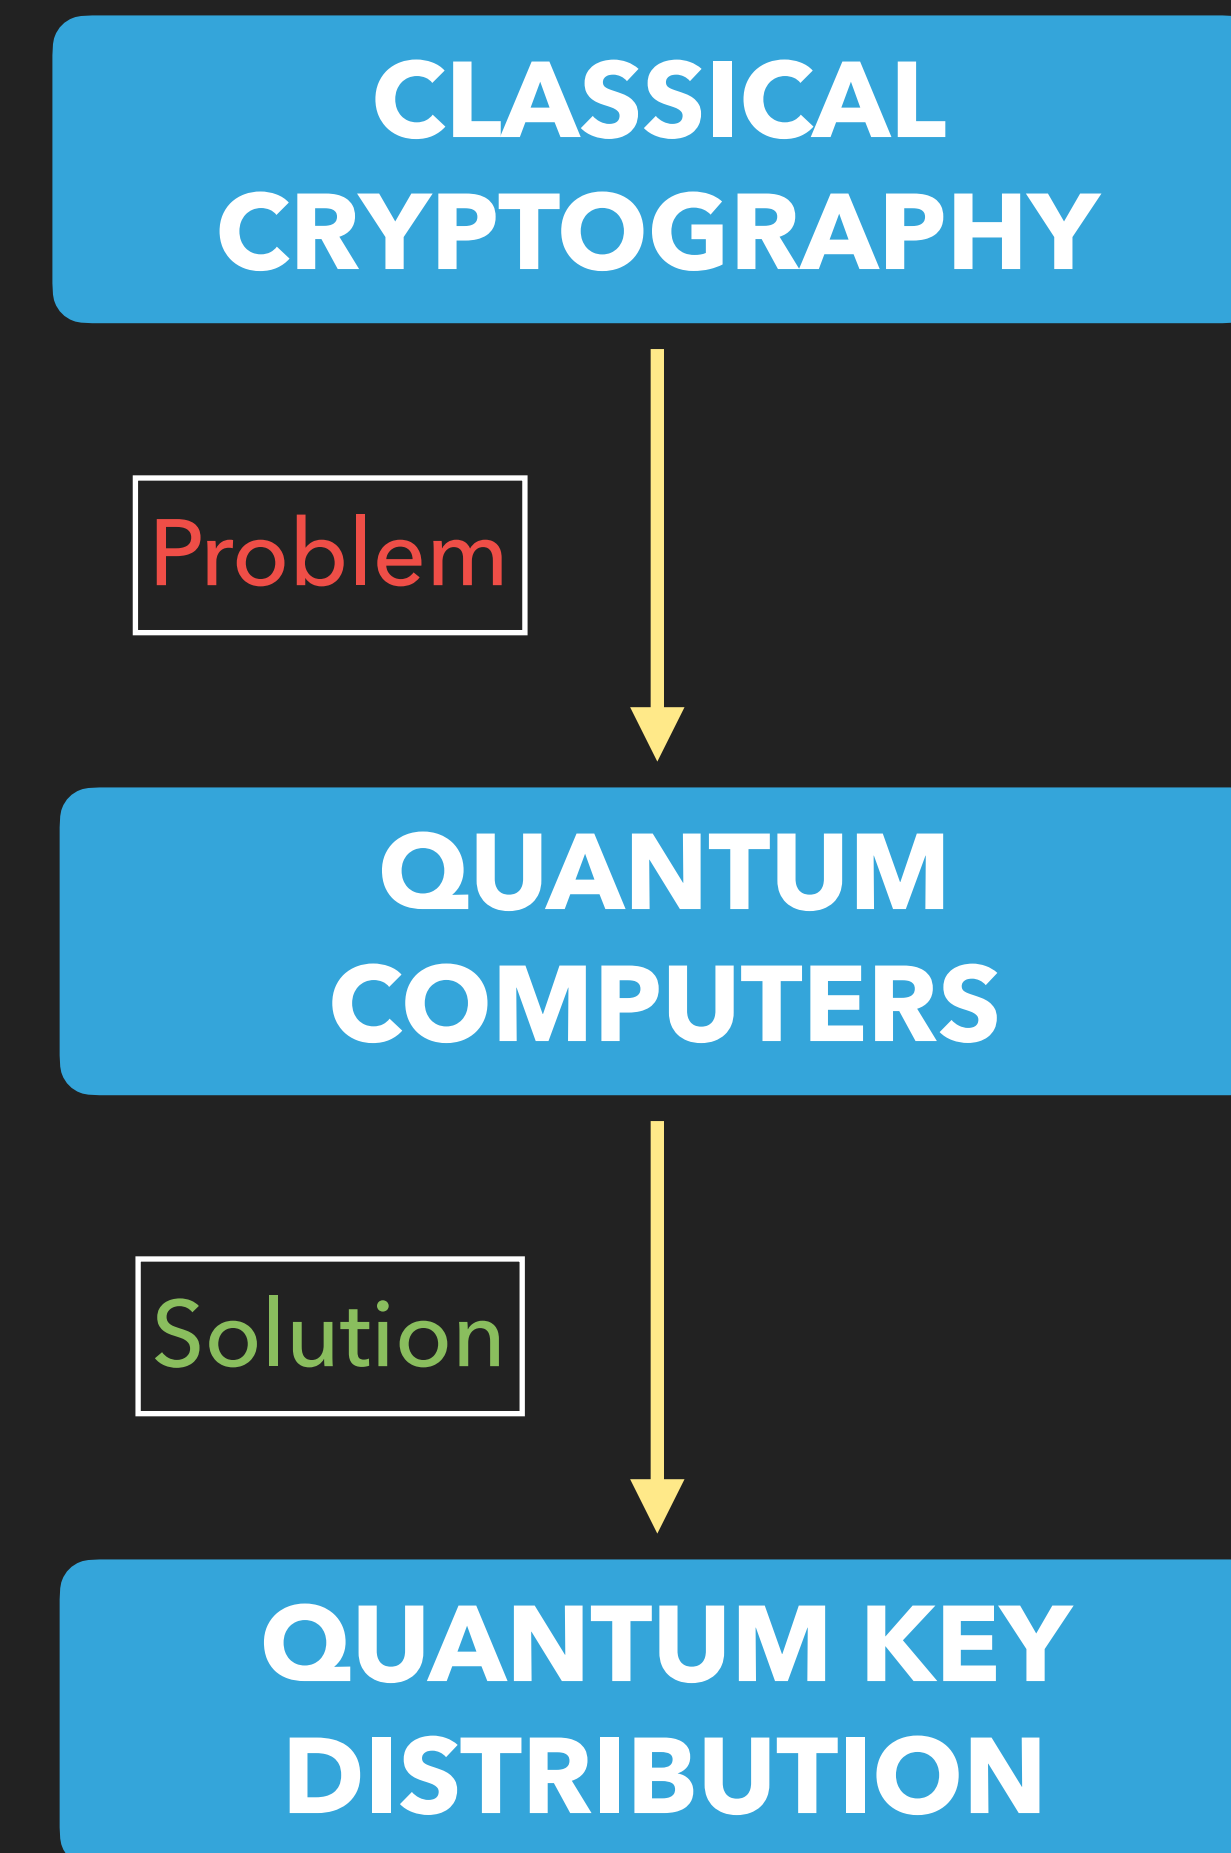 CLASSICAL
CRYPTOGRAPHY
Problem
QUANTUM
COMPUTERS
Solution
QUANTUM KEY
DISTRIBUTION